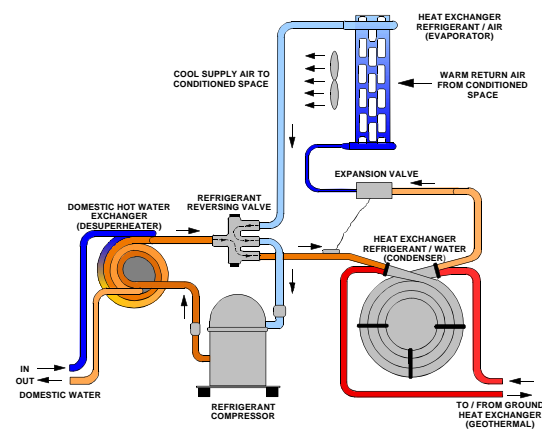 HEAT EXCHANGER
REFRIGERANT / AIR
(EVAPORATOR)
COOL SUPPLY AIR TO
CONDITIONED SPACE
WARM RETURN AIR
FROM CONDITIONED
SPACE
EXPANSION VALVE
REFRIGERANT
REVERSING VALVE
DOMESTIC HOT WATER
EXCHANGER
(DESUPERHEATER)
HEAT EXCHANGER
REFRIGERANT / WATER
(CONDENSER)
IN
OUT
DOMESTIC WATER
REFRIGERANT
COMPRESSOR
TO / FROM GROUND
HEAT EXCHANGER
(GEOTHERMAL)